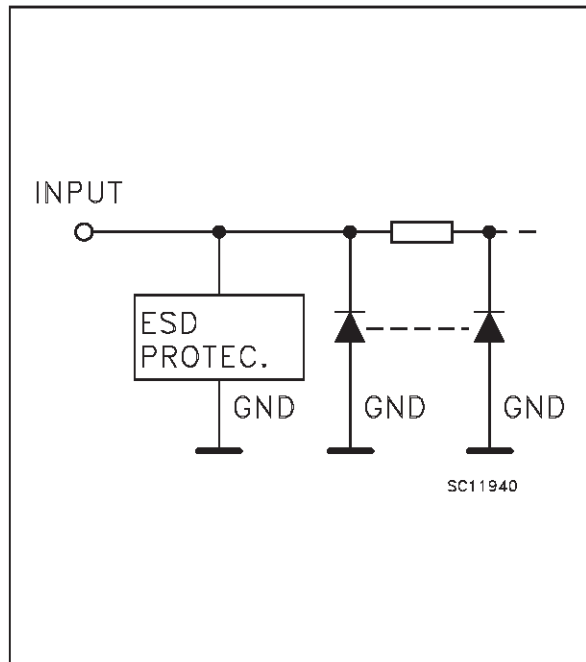 INPUT
ESD
PROTEC.
GND
GND
GND
SC11940